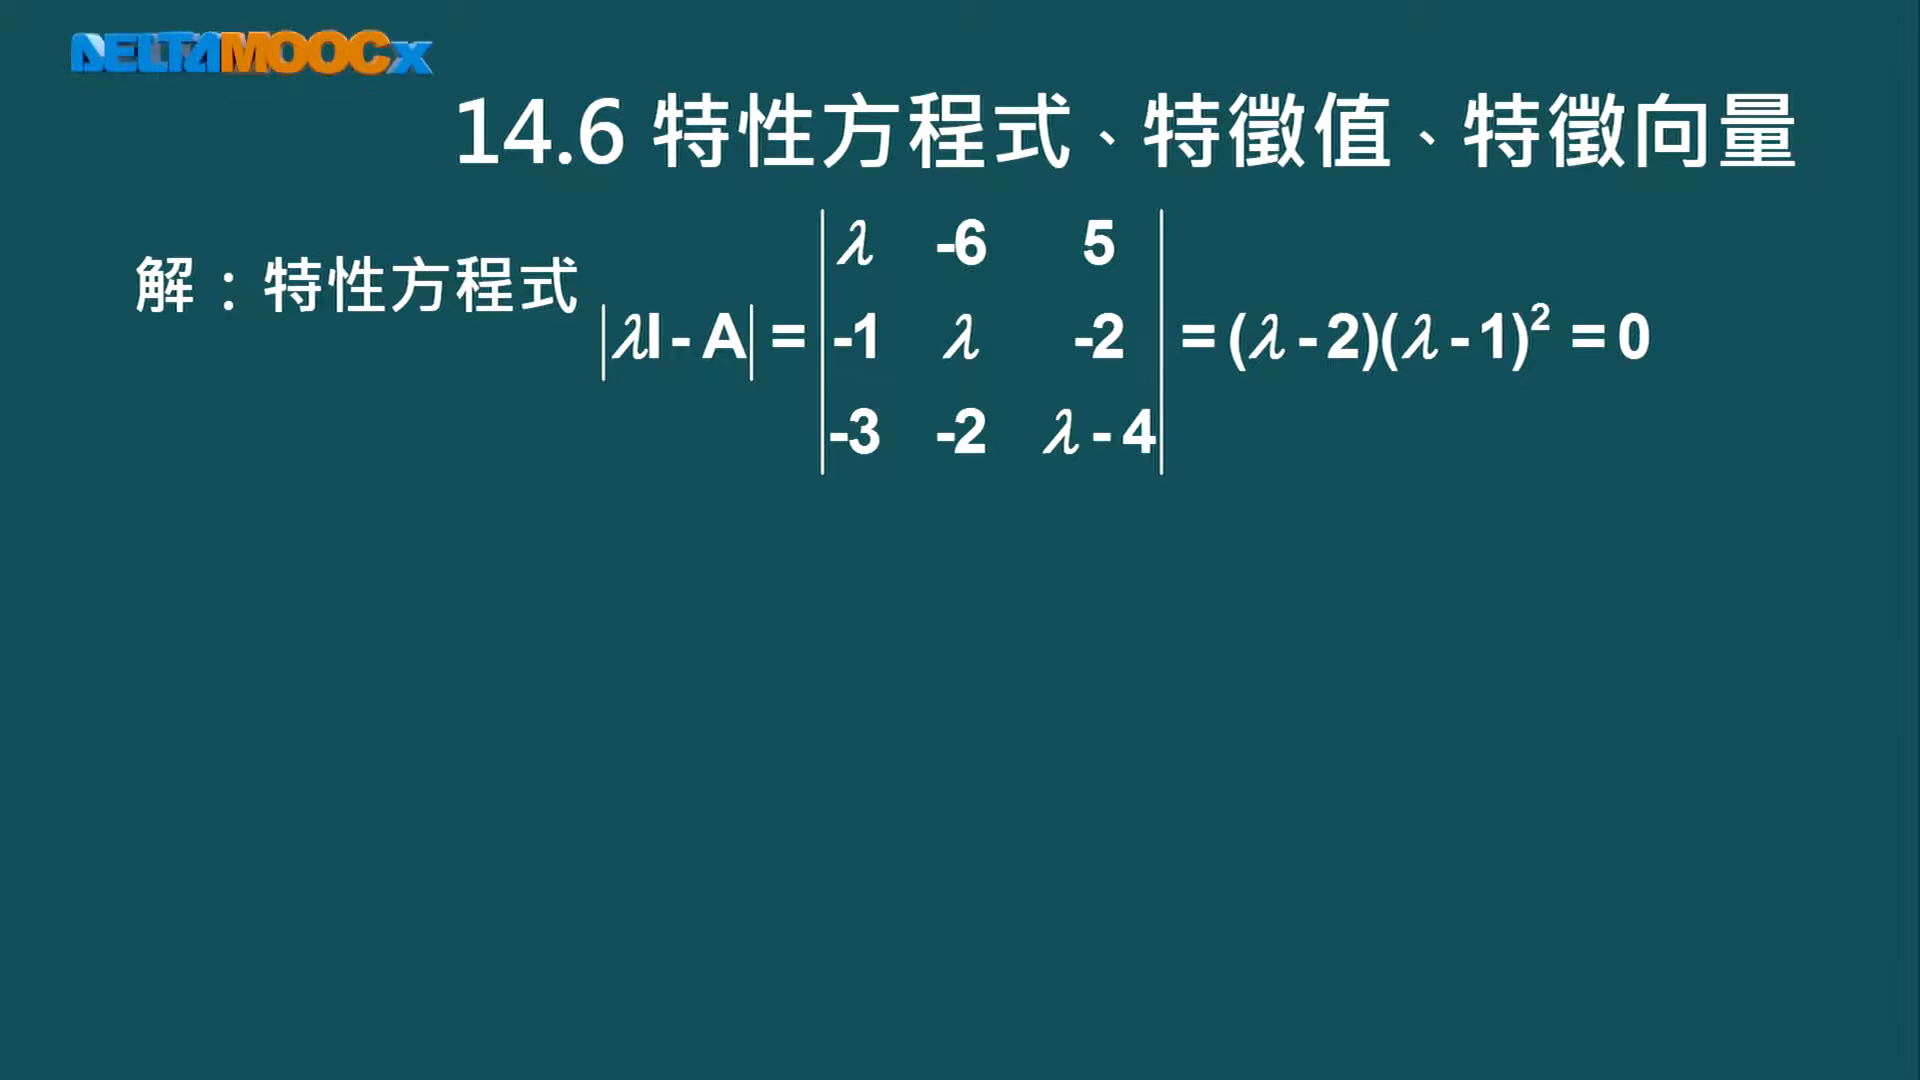 DELTAMOOCx
14.6 特性方程式、特徵值、特徵向量
解：特性方程式
|λI - A| = | λ -6 5 |
| -1 λ -2 | = (λ - 2)(λ - 1)² = 0
| -3 -2 λ - 4 |